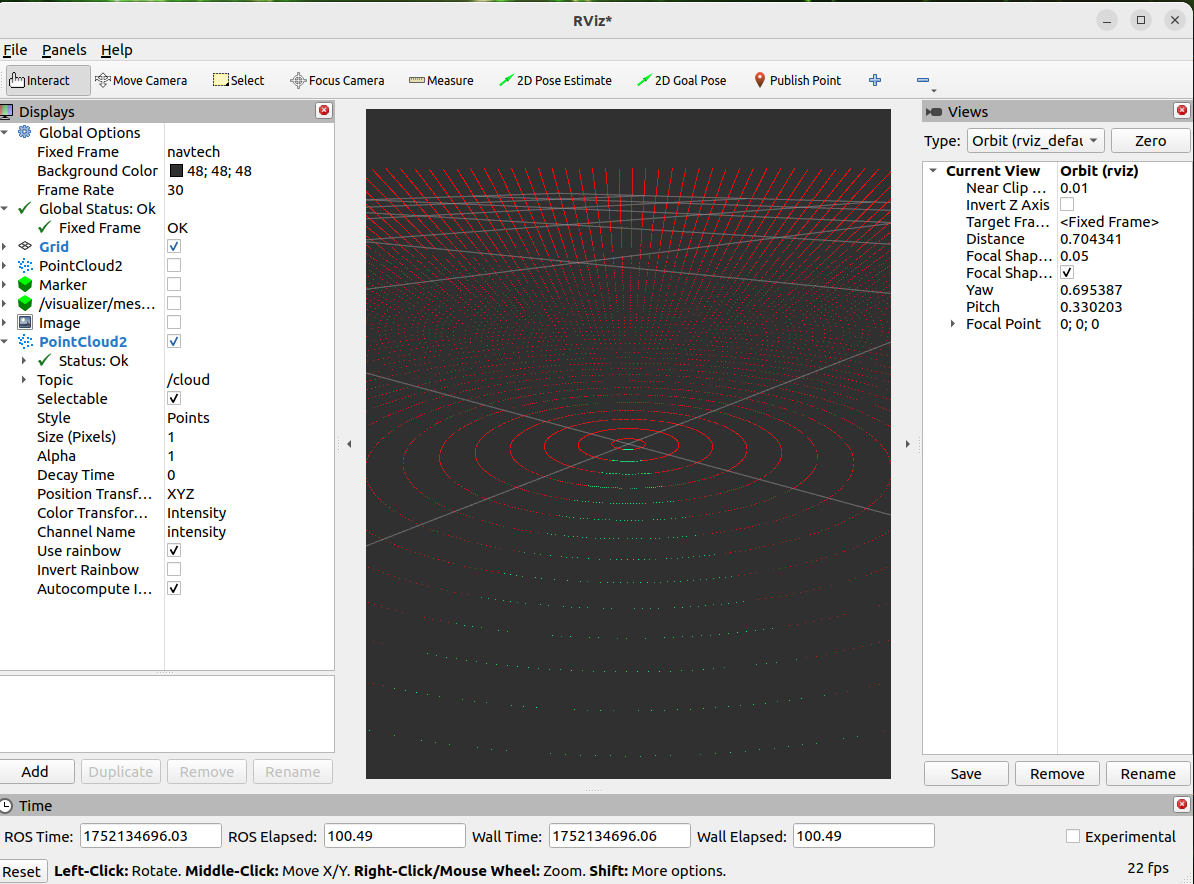 RViz*
File Panels Help
Interact Move Camera Select Focus Camera Measure 2D Pose Estimate 2D Goal Pose Publish Point
Displays
Global Options
Fixed Frame navtech
Background Color 48; 48; 48
Frame Rate 30
Global Status: Ok
Fixed Frame OK
Grid
PointCloud2
Marker
/visualizer/mes...
Image
PointCloud2
Status: Ok
Topic /cloud
Selectable
Style Points
Size (Pixels) 1
Alpha 1
Decay Time 0
Position Transf... XYZ
Color Transfor... Intensity
Channel Name intensity
Use rainbow
Invert Rainbow
Autocompute I...
Add Duplicate Remove Rename
Views
Type: Orbit (rviz_defau Zero
Current View Orbit (rviz)
Near Clip ... 0.01
Invert Z Axis
Target Fra... <Fixed Frame>
Distance 0.704341
Focal Shap... 0.05
Focal Shap...
Yaw 0.695387
Pitch 0.330203
Focal Point 0; 0; 0
Save Remove Rename
Time
ROS Time: 1752134696.03 ROS Elapsed: 100.49 Wall Time: 1752134696.06 Wall Elapsed: 100.49 Experimental
Reset Left-Click: Rotate. Middle-Click: Move X/Y. Right-Click/Mouse Wheel: Zoom. Shift: More options. 22 fps